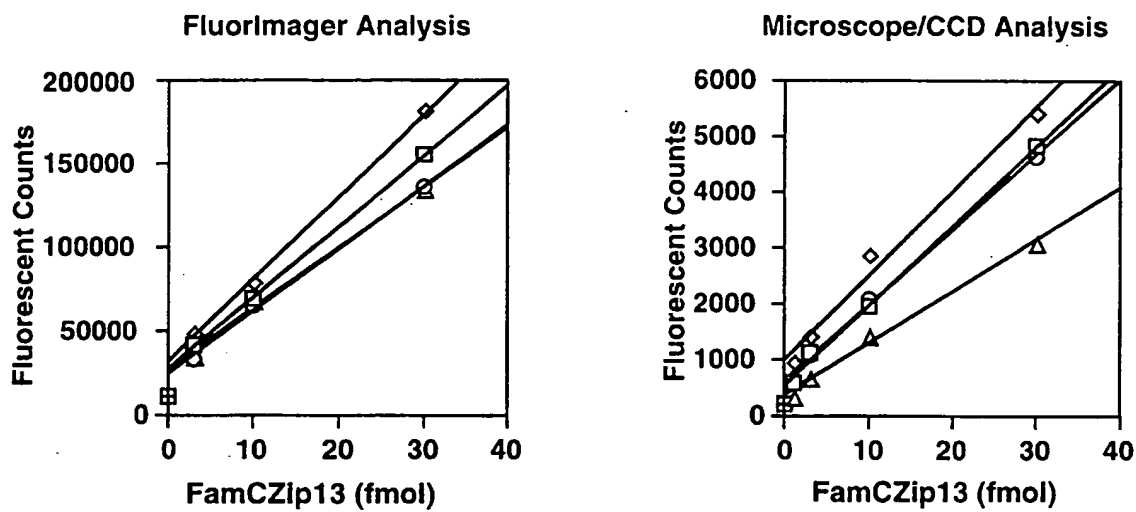 FluorImager Analysis
Fluorescent Counts
200000
150000
100000
50000
0
0 10 20 30 40
FamCZip13 (fmol)
Microscope/CCD Analysis
Fluorescent Counts
6000
5000
4000
3000
2000
1000
0
0 10 20 30 40
FamCZip13 (fmol)